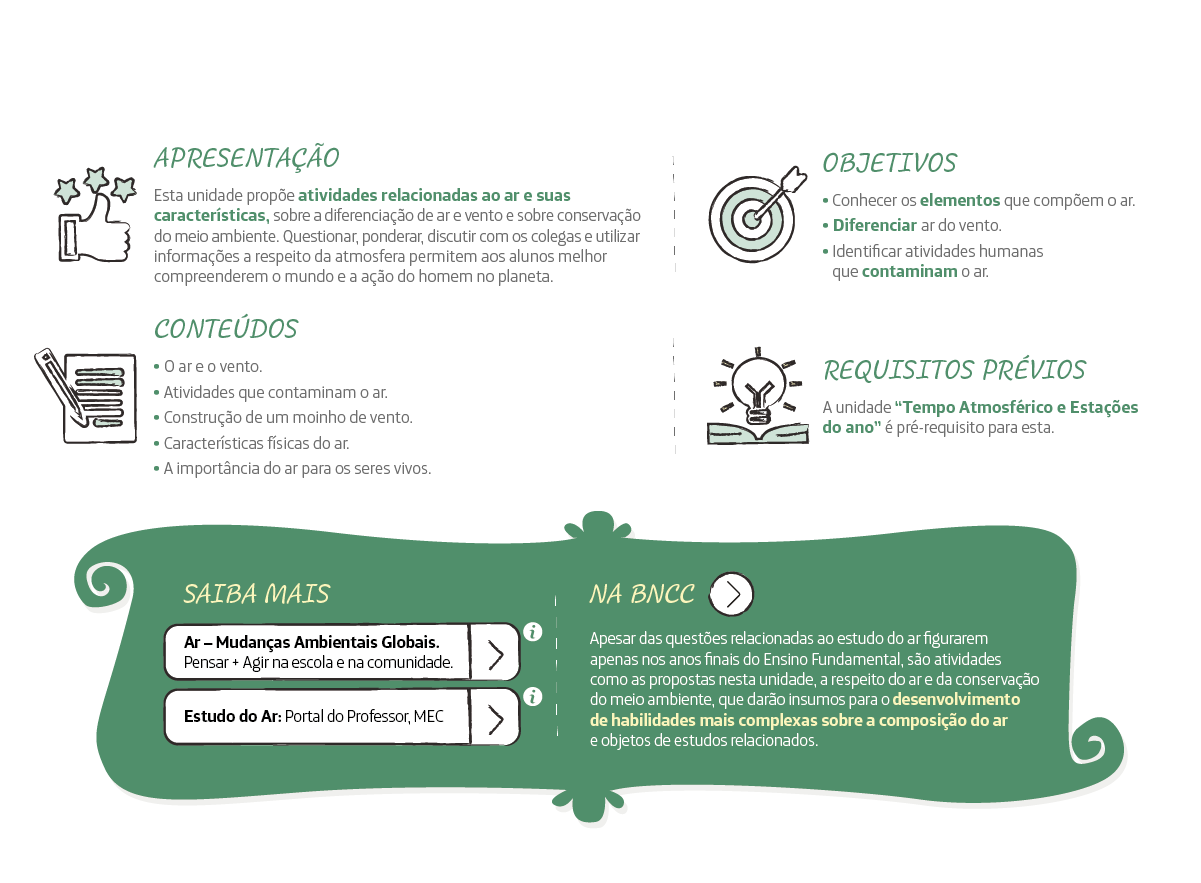 APRESENTAÇÃO
Esta unidade propõe atividades relacionadas ao ar e suas
características, sobre a diferenciação de ar e vento e sobre conservação
do meio ambiente. Questionar, ponderar, discutir com os colegas e utilizar
informações a respeito da atmosfera permitem aos alunos melhor
compreenderem o mundo e a ação do homem no planeta.
CONTEÚDOS
• O ar e o vento.
• Atividades que contaminam o ar.
• Construção de um moinho de vento.
• Características físicas do ar.
• A importância do ar para os seres vivos.
OBJETIVOS
• Conhecer os elementos que compõem o ar.
• Diferenciar ar do vento.
• Identificar atividades humanas
que contaminam o ar.
REQUISITOS PRÉVIOS
A unidade “Tempo Atmosférico e Estações
do ano” é pré-requisito para esta.
SAIBA MAIS
Ar – Mudanças Ambientais Globais.
Pensar + Agir na escola e na comunidade.
i
Estudo do Ar: Portal do Professor, MEC
i
NA BNCC
Apesar das questões relacionadas ao estudo do ar figurarem
apenas nos anos finais do Ensino Fundamental, são atividades
como as propostas nesta unidade, a respeito do ar e da conservação
do meio ambiente, que darão insumos para o desenvolvimento
de habilidades mais complexas sobre a composição do ar
e objetos de estudos relacionados.